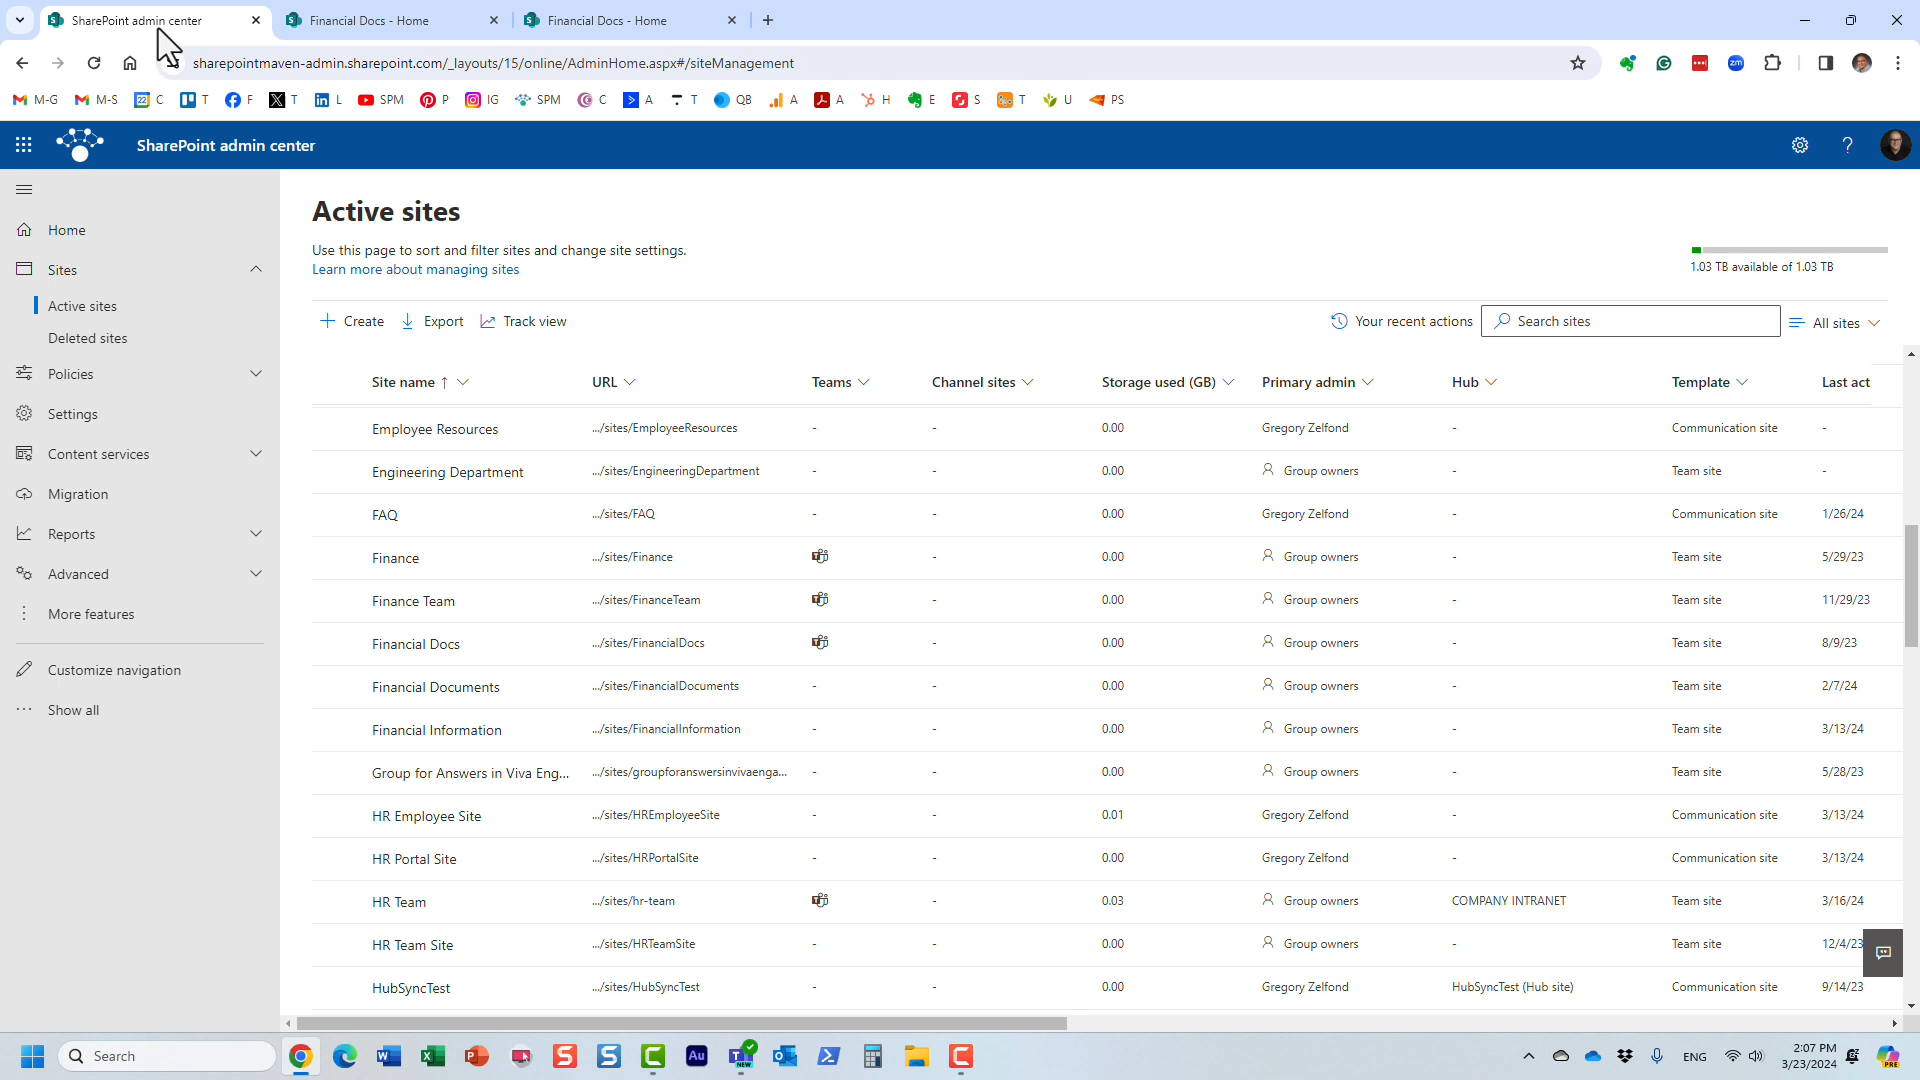 SharePoint admin center
Financial Docs - Home
Financial Docs - Home
sharepointmaven-admin.sharepoint.com/_layouts/15/online/AdminHome.aspx#/siteManagement
M-G M-S C T F T L SPM P IG SPM C A T QB A A H E S T U PS
SharePoint admin center
Home
Sites
Active sites
Deleted sites
Policies
Settings
Content services
Migration
Reports
Advanced
More features
Customize navigation
Show all
Active sites
Use this page to sort and filter sites and change site settings.
Learn more about managing sites
1.03 TB available of 1.03 TB
Create Export Track view Your recent actions Search sites All sites
Site name ↑ URL Teams Channel sites Storage used (GB) Primary admin Hub Template Last act
Employee Resources .../sites/EmployeeResources - - 0.00 Gregory Zelfond - Communication site -
Engineering Department .../sites/EngineeringDepartment - - 0.00 Group owners - Team site -
FAQ .../sites/FAQ - - 0.00 Gregory Zelfond - Communication site 1/26/24
Finance .../sites/Finance - 0.00 Group owners - Team site 5/29/23
Finance Team .../sites/FinanceTeam - 0.00 Group owners - Team site 11/29/23
Financial Docs .../sites/FinancialDocs - 0.00 Group owners - Team site 8/9/23
Financial Documents .../sites/FinancialDocuments - - 0.00 Group owners - Team site 2/7/24
Financial Information .../sites/FinancialInformation - - 0.00 Group owners - Team site 3/13/24
Group for Answers in Viva Eng... .../sites/groupforanswersinvivaenga... - - 0.00 Group owners - Team site 5/28/23
HR Employee Site .../sites/HREmployeeSite - - 0.01 Gregory Zelfond - Communication site 3/13/24
HR Portal Site .../sites/HRPortalSite - - 0.00 Gregory Zelfond - Communication site 3/13/24
HR Team .../sites/hr-team - 0.03 Group owners COMPANY INTRANET Team site 3/16/24
HR Team Site .../sites/HRTeamSite - - 0.00 Group owners - Team site 12/4/23
HubSyncTest .../sites/HubSyncTest - - 0.00 Gregory Zelfond HubSyncTest (Hub site) Communication site 9/14/23
Search
ENG
2:07 PM
3/23/2024